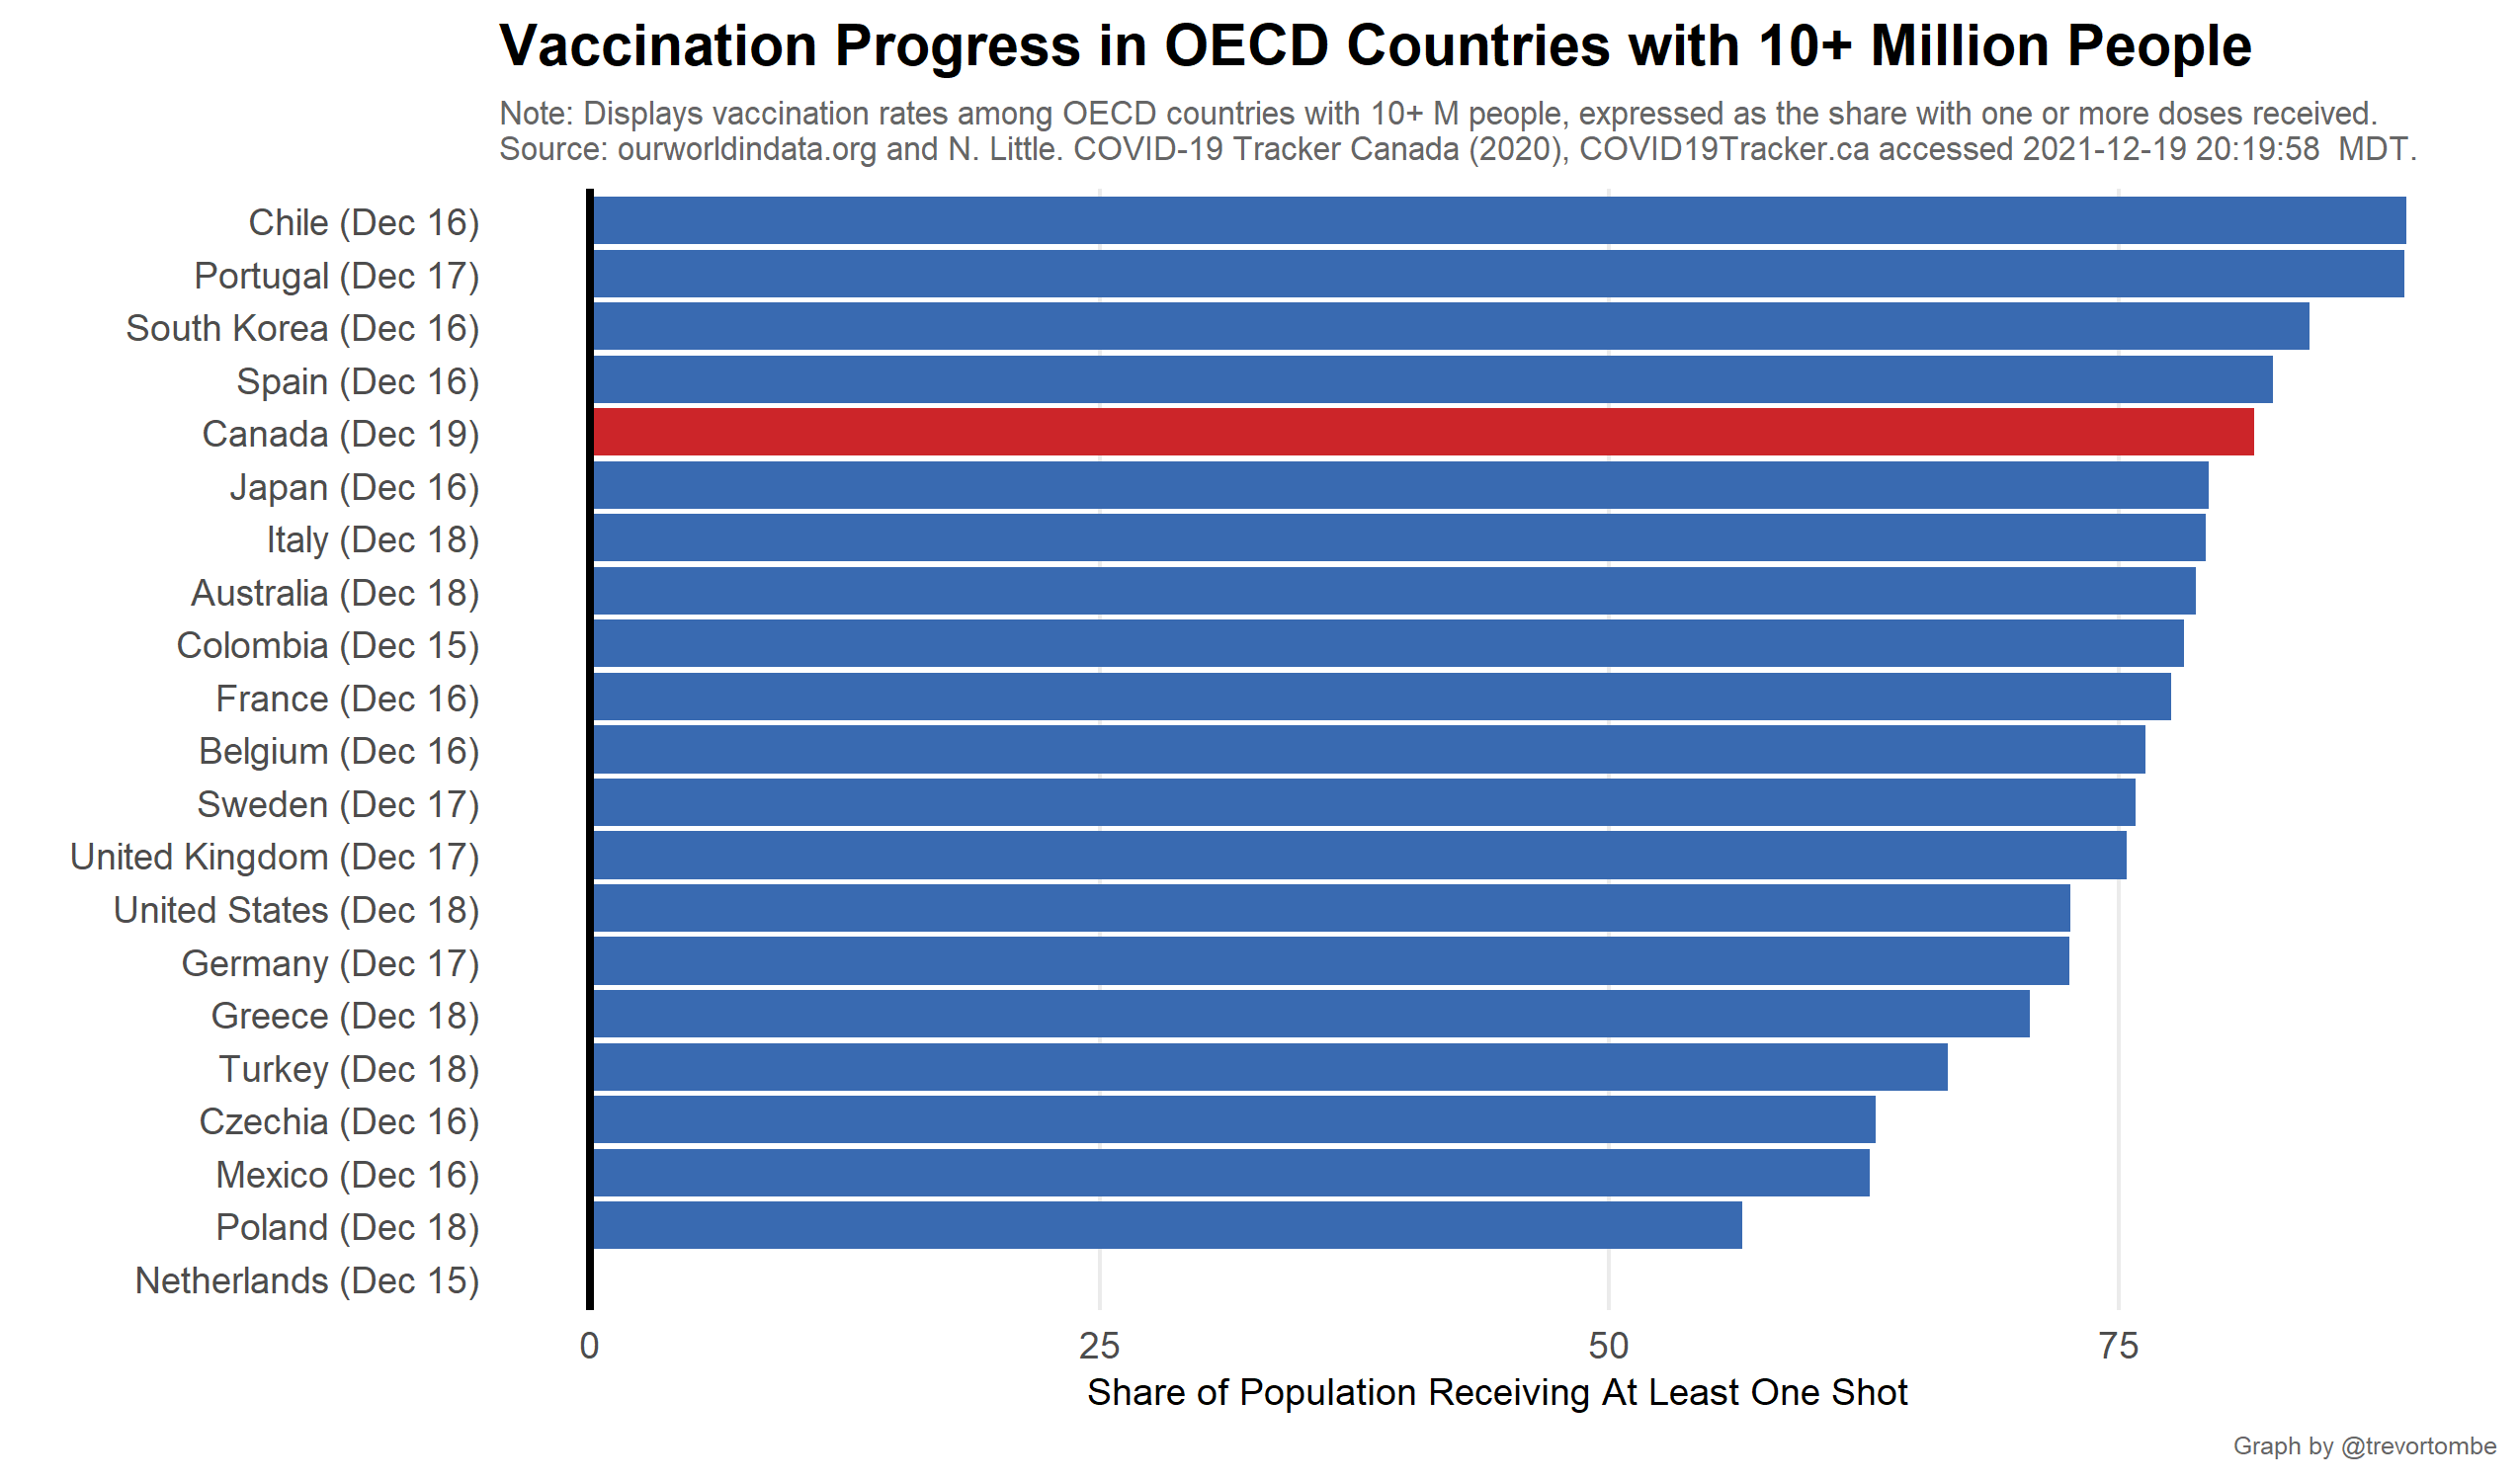 Vaccination Progress in OECD Countries with 10+ Million People
Note: Displays vaccination rates among OECD countries with 10+ M people, expressed as the share with one or more doses received.
Source: ourworldindata.org and N. Little. COVID-19 Tracker Canada (2020), COVID19Tracker.ca accessed 2021-12-19 20:19:58  MDT.
Chile (Dec 16)
Portugal (Dec 17)
South Korea (Dec 16)
Spain (Dec 16)
Canada (Dec 19)
Japan (Dec 16)
Italy (Dec 18)
Australia (Dec 18)
Colombia (Dec 15)
France (Dec 16)
Belgium (Dec 16)
Sweden (Dec 17)
United Kingdom (Dec 17)
United States (Dec 18)
Germany (Dec 17)
Greece (Dec 18)
Turkey (Dec 18)
Czechia (Dec 16)
Mexico (Dec 16)
Poland (Dec 18)
Netherlands (Dec 15)
0 25 50 75
Share of Population Receiving At Least One Shot
Graph by @trevortombe